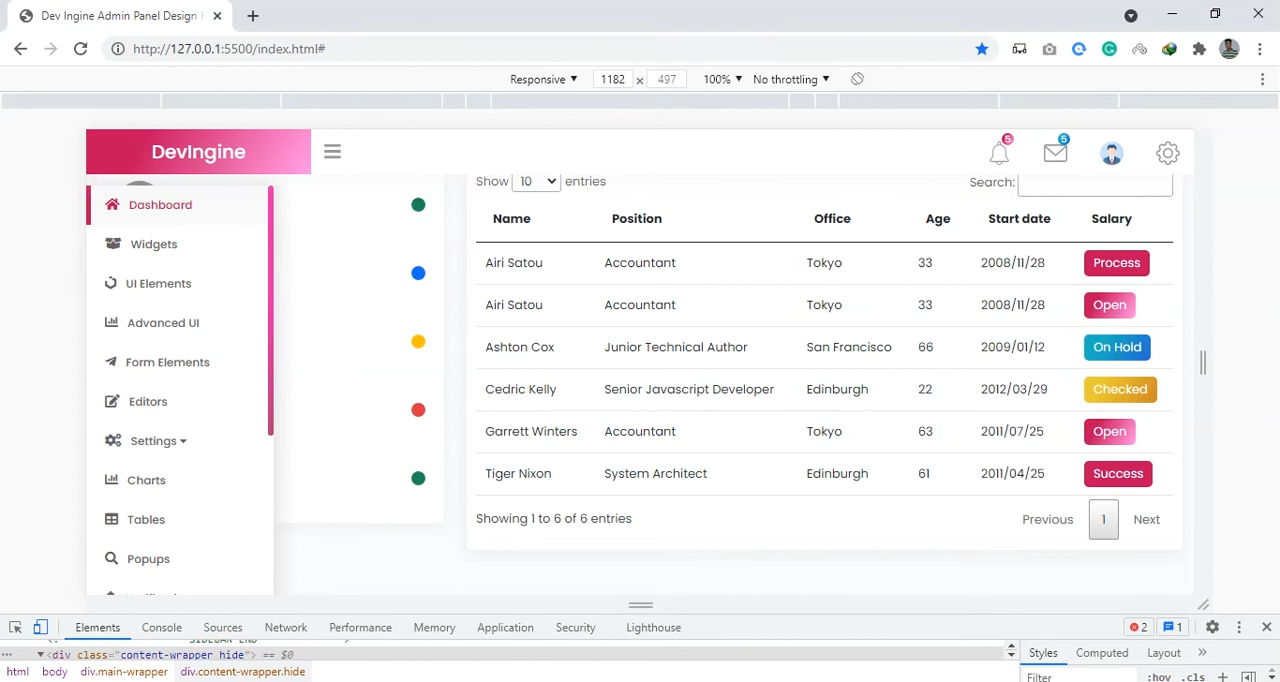 Dev Ingine Admin Panel Design
http://127.0.0.1:5500/index.html#
Responsive 1182 × 497 100% No throttling
DevIngine
5 5
Show 10 entries Search:
Dashboard
Widgets
UI Elements
Advanced UI
Form Elements
Editors
Settings
Charts
Tables
Popups
Name Position Office Age Start date Salary
Airi Satou Accountant Tokyo 33 2008/11/28 Process
Airi Satou Accountant Tokyo 33 2008/11/28 Open
Ashton Cox Junior Technical Author San Francisco 66 2009/01/12 On Hold
Cedric Kelly Senior Javascript Developer Edinburgh 22 2012/03/29 Checked
Garrett Winters Accountant Tokyo 63 2011/07/25 Open
Tiger Nixon System Architect Edinburgh 61 2011/04/25 Success
Showing 1 to 6 of 6 entries Previous 1 Next
Elements Console Sources Network Performance Memory Application Security Lighthouse 2 1
<div class="content-wrapper hide"> == $0
html body div.main-wrapper div.content-wrapper.hide
Styles Computed Layout »
Filter :hov .cls +